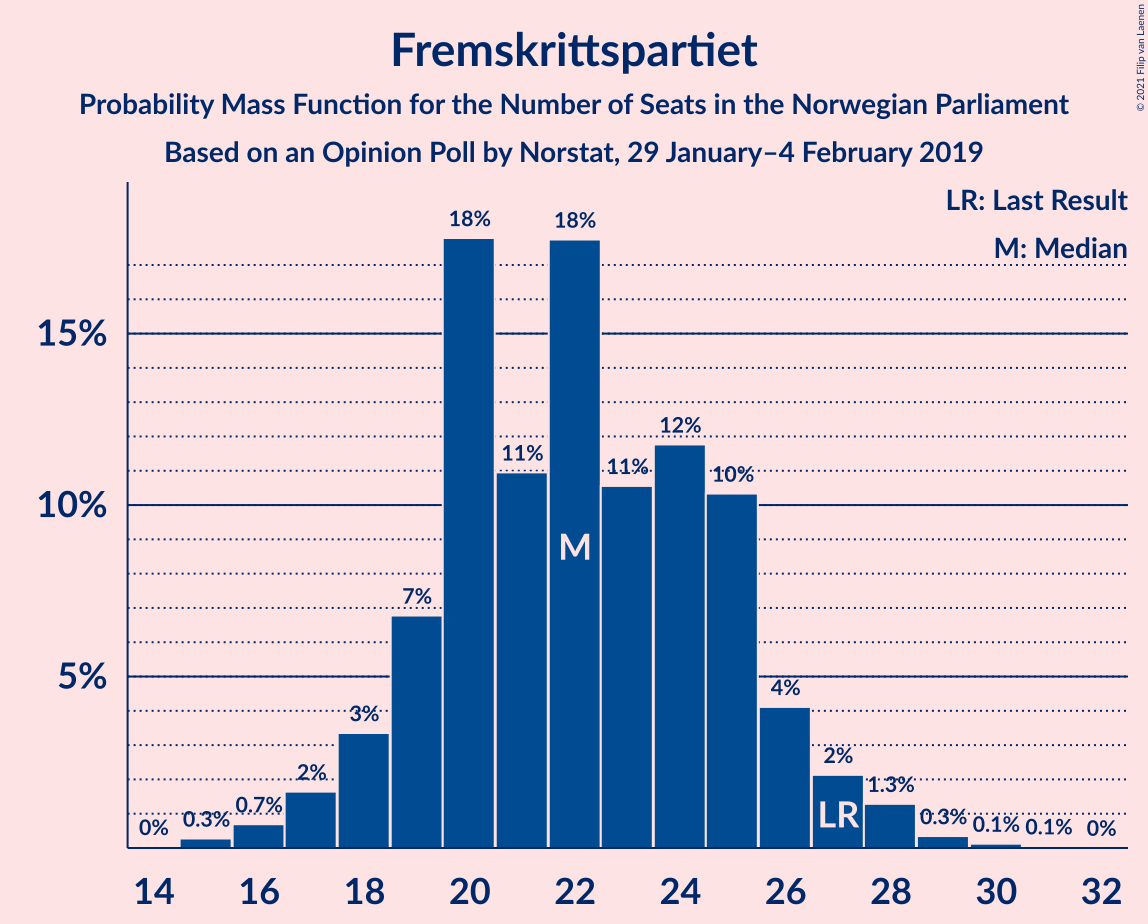 Fremskrittspartiet
Probability Mass Function for the Number of Seats in the Norwegian Parliament
Based on an Opinion Poll by Norstat, 29 January–4 February 2019
© 2021 Filip van Laenen
LR: Last Result
M: Median
15%
10%
5%
0%
0.3%
0.7%
2%
3%
7%
18%
11%
18%
11%
12%
10%
4%
2%
1.3%
0.3%
0.1%
0.1%
0%
M
LR
14 16 18 20 22 24 26 28 30 32